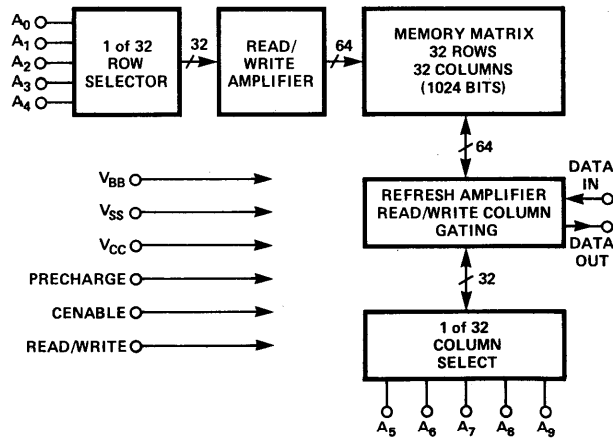 A0
A1
A2
A3
A4
1 of 32
ROW
SELECTOR
32
READ/
WRITE
AMPLIFIER
64
MEMORY MATRIX
32 ROWS
32 COLUMNS
(1024 BITS)
64
VBB
VSS
VCC
PRECHARGE
CENABLE
READ/WRITE
REFRESH AMPLIFIER
READ/WRITE COLUMN
GATING
DATA
IN
DATA
OUT
32
1 of 32
COLUMN
SELECT
A5 A6 A7 A8 A9